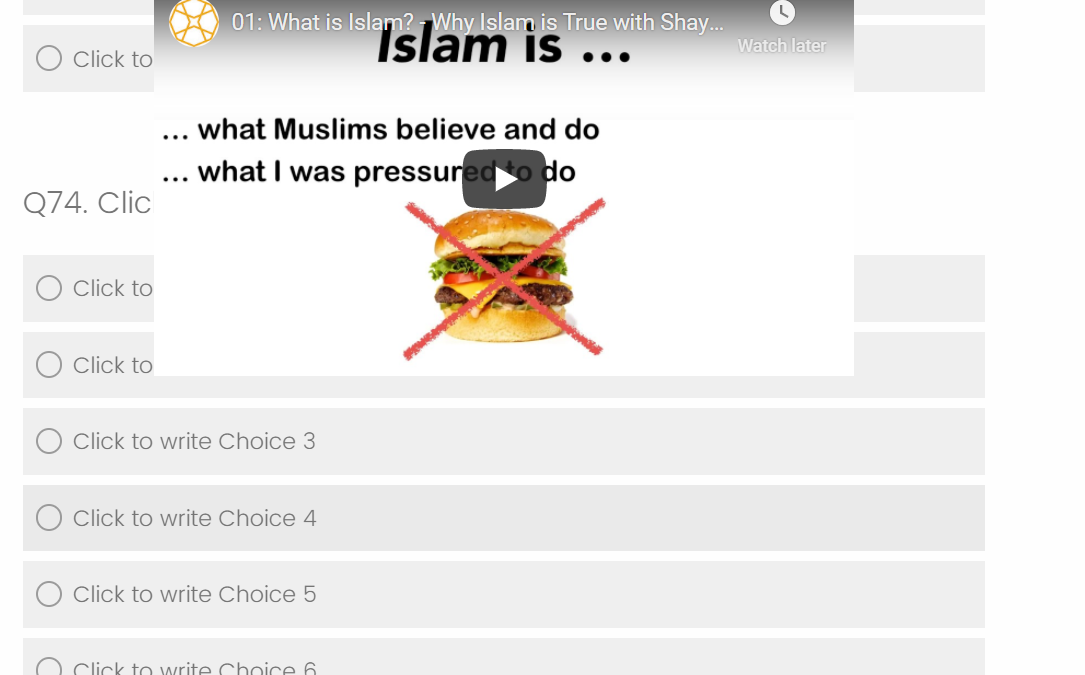 01: What is Islam? - Why Islam is True with Shay...
Watch later
Islam is ...
Click to
... what Muslims believe and do
... what I was pressured to do
Q74. Clic
Click to
Click to
Click to write Choice 3
Click to write Choice 4
Click to write Choice 5
Click to write Choice 6